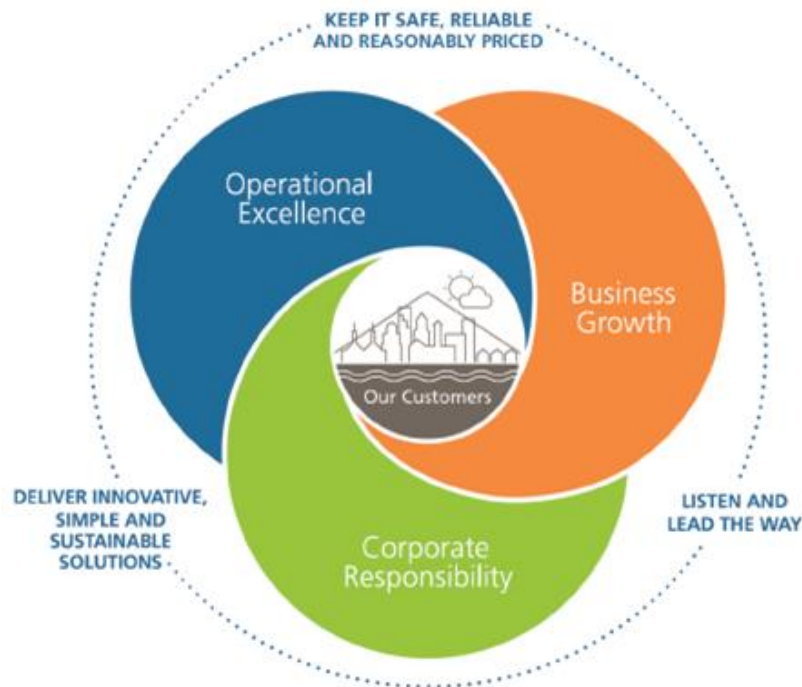 KEEP IT SAFE, RELIABLE
AND REASONABLY PRICED
Operational
Excellence
Business
Growth
Our Customers
DELIVER INNOVATIVE,
SIMPLE AND
SUSTAINABLE
SOLUTIONS
LISTEN AND
LEAD THE WAY
Corporate
Responsibility